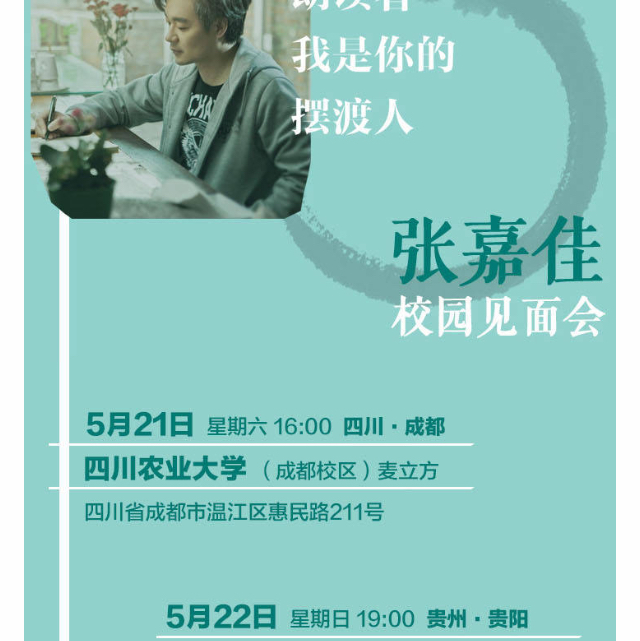 我是你的
摆渡人
张嘉佳
校园见面会
5月21日 星期六 16:00 四川·成都
四川农业大学 （成都校区）麦立方
四川省成都市温江区惠民路211号
5月22日 星期日 19:00 贵州·贵阳